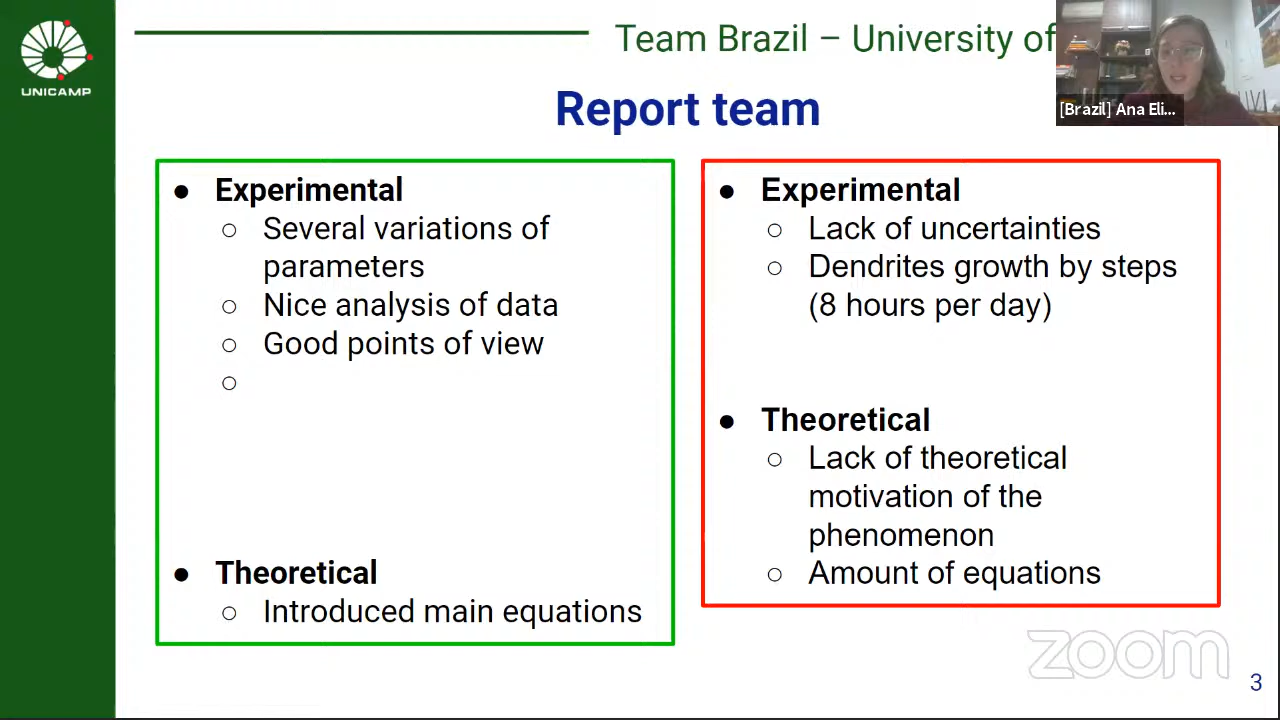 UNICAMP
Team Brazil – University of
[Brazil] Ana Eli...
Report team
● Experimental
○ Several variations of
parameters
○ Nice analysis of data
○ Good points of view
○
● Theoretical
○ Introduced main equations
● Experimental
○ Lack of uncertainties
○ Dendrites growth by steps
(8 hours per day)
● Theoretical
○ Lack of theoretical
motivation of the
phenomenon
○ Amount of equations
zoom
3